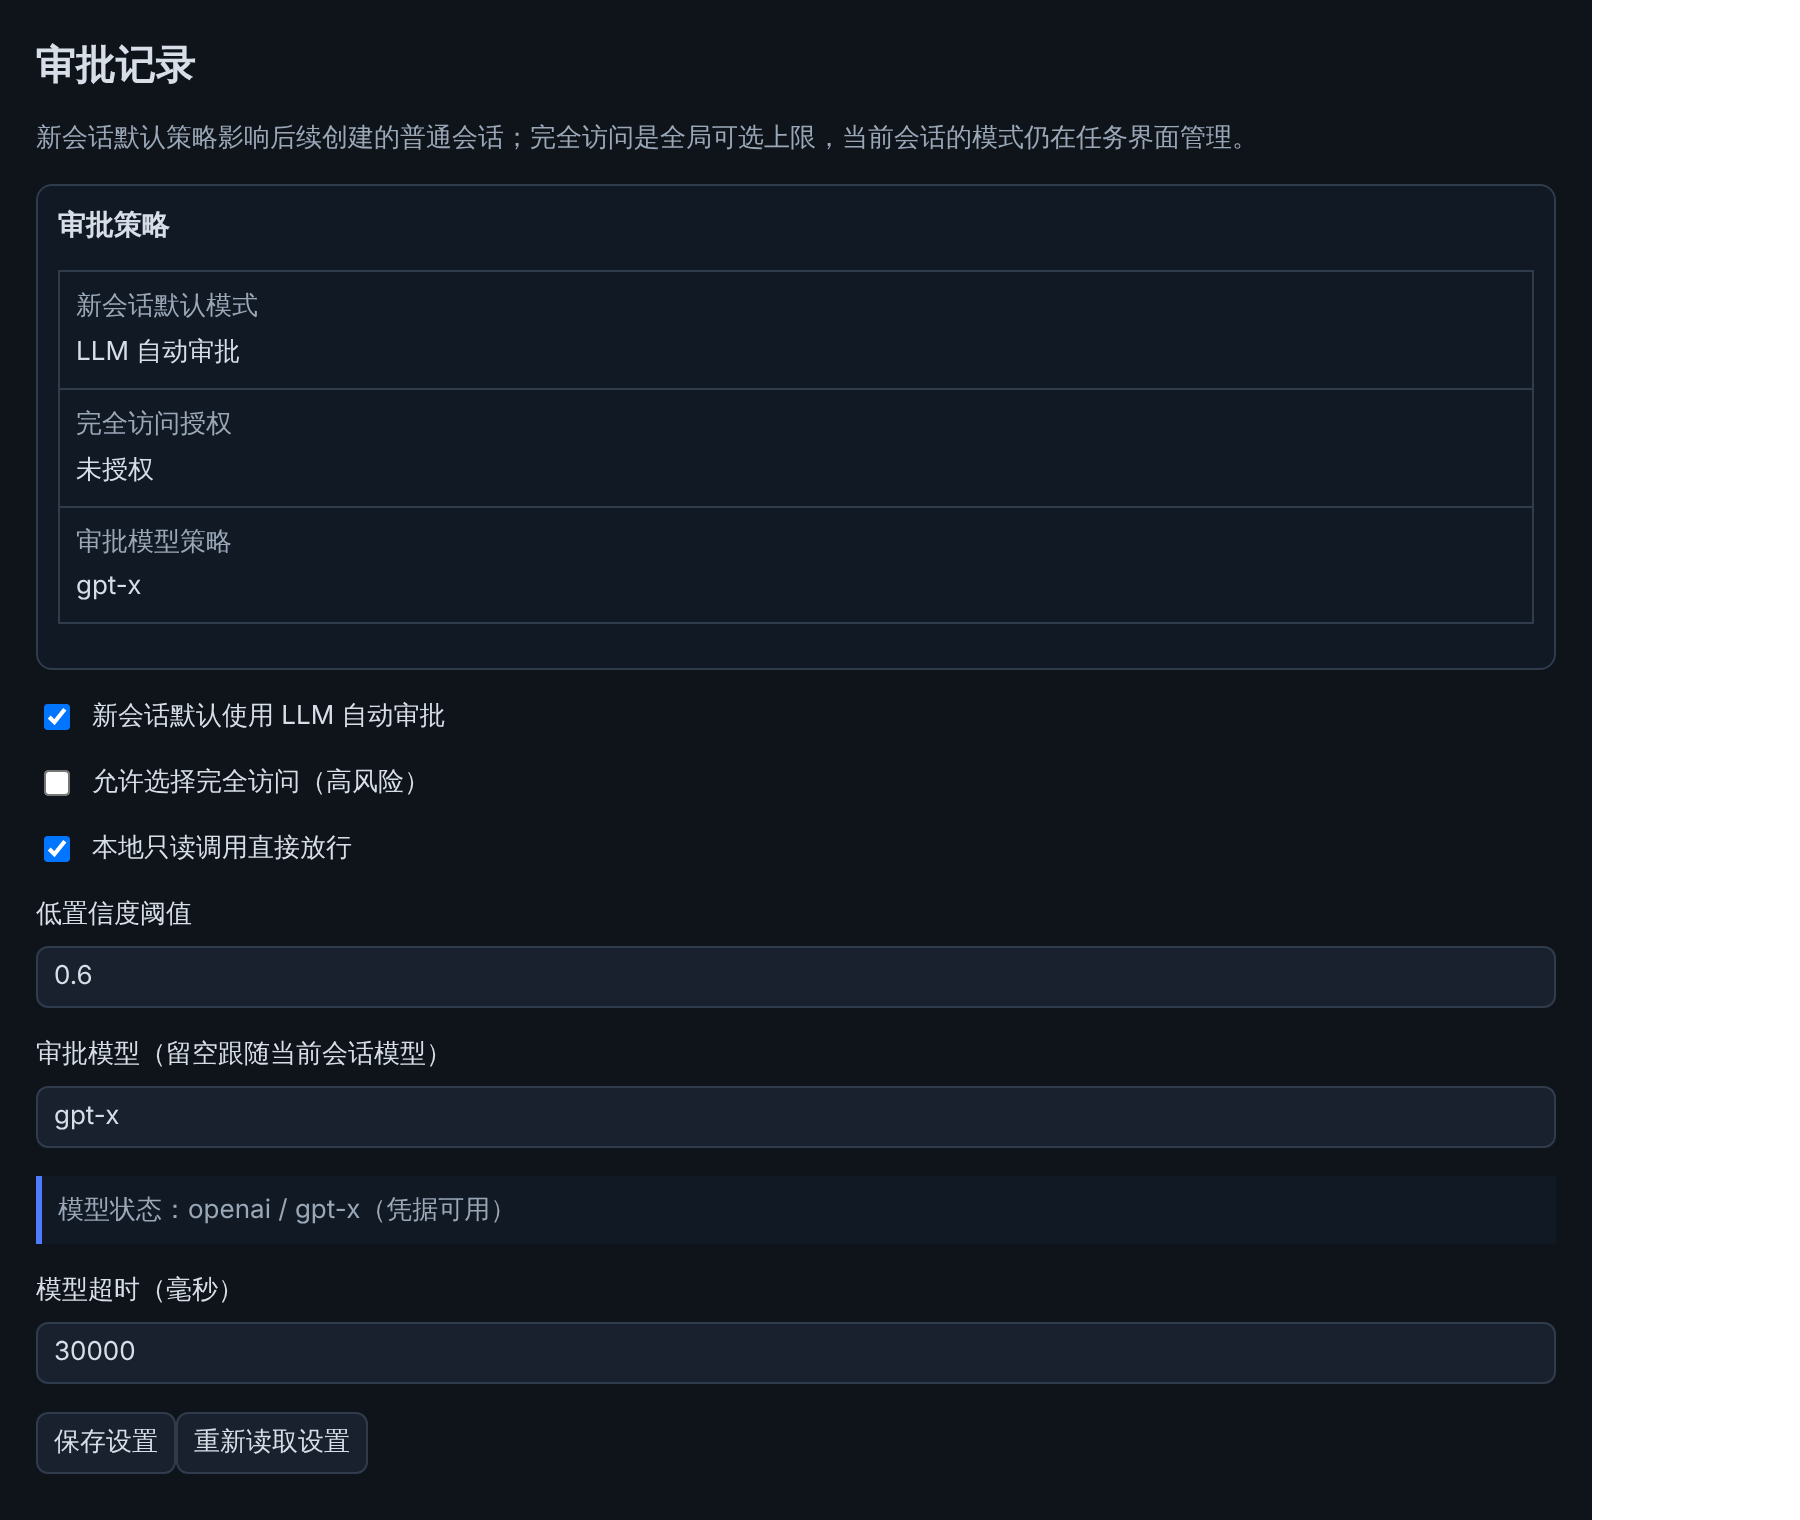 审批记录
新会话默认策略影响后续创建的普通会话；完全访问是全局可选上限，当前会话的模式仍在任务界面管理。
审批策略
新会话默认模式
LLM 自动审批
完全访问授权
未授权
审批模型策略
gpt-x
新会话默认使用 LLM 自动审批
允许选择完全访问（高风险）
本地只读调用直接放行
低置信度阈值
0.6
审批模型（留空跟随当前会话模型）
gpt-x
模型状态：openai / gpt-x（凭据可用）
模型超时（毫秒）
30000
保存设置 重新读取设置